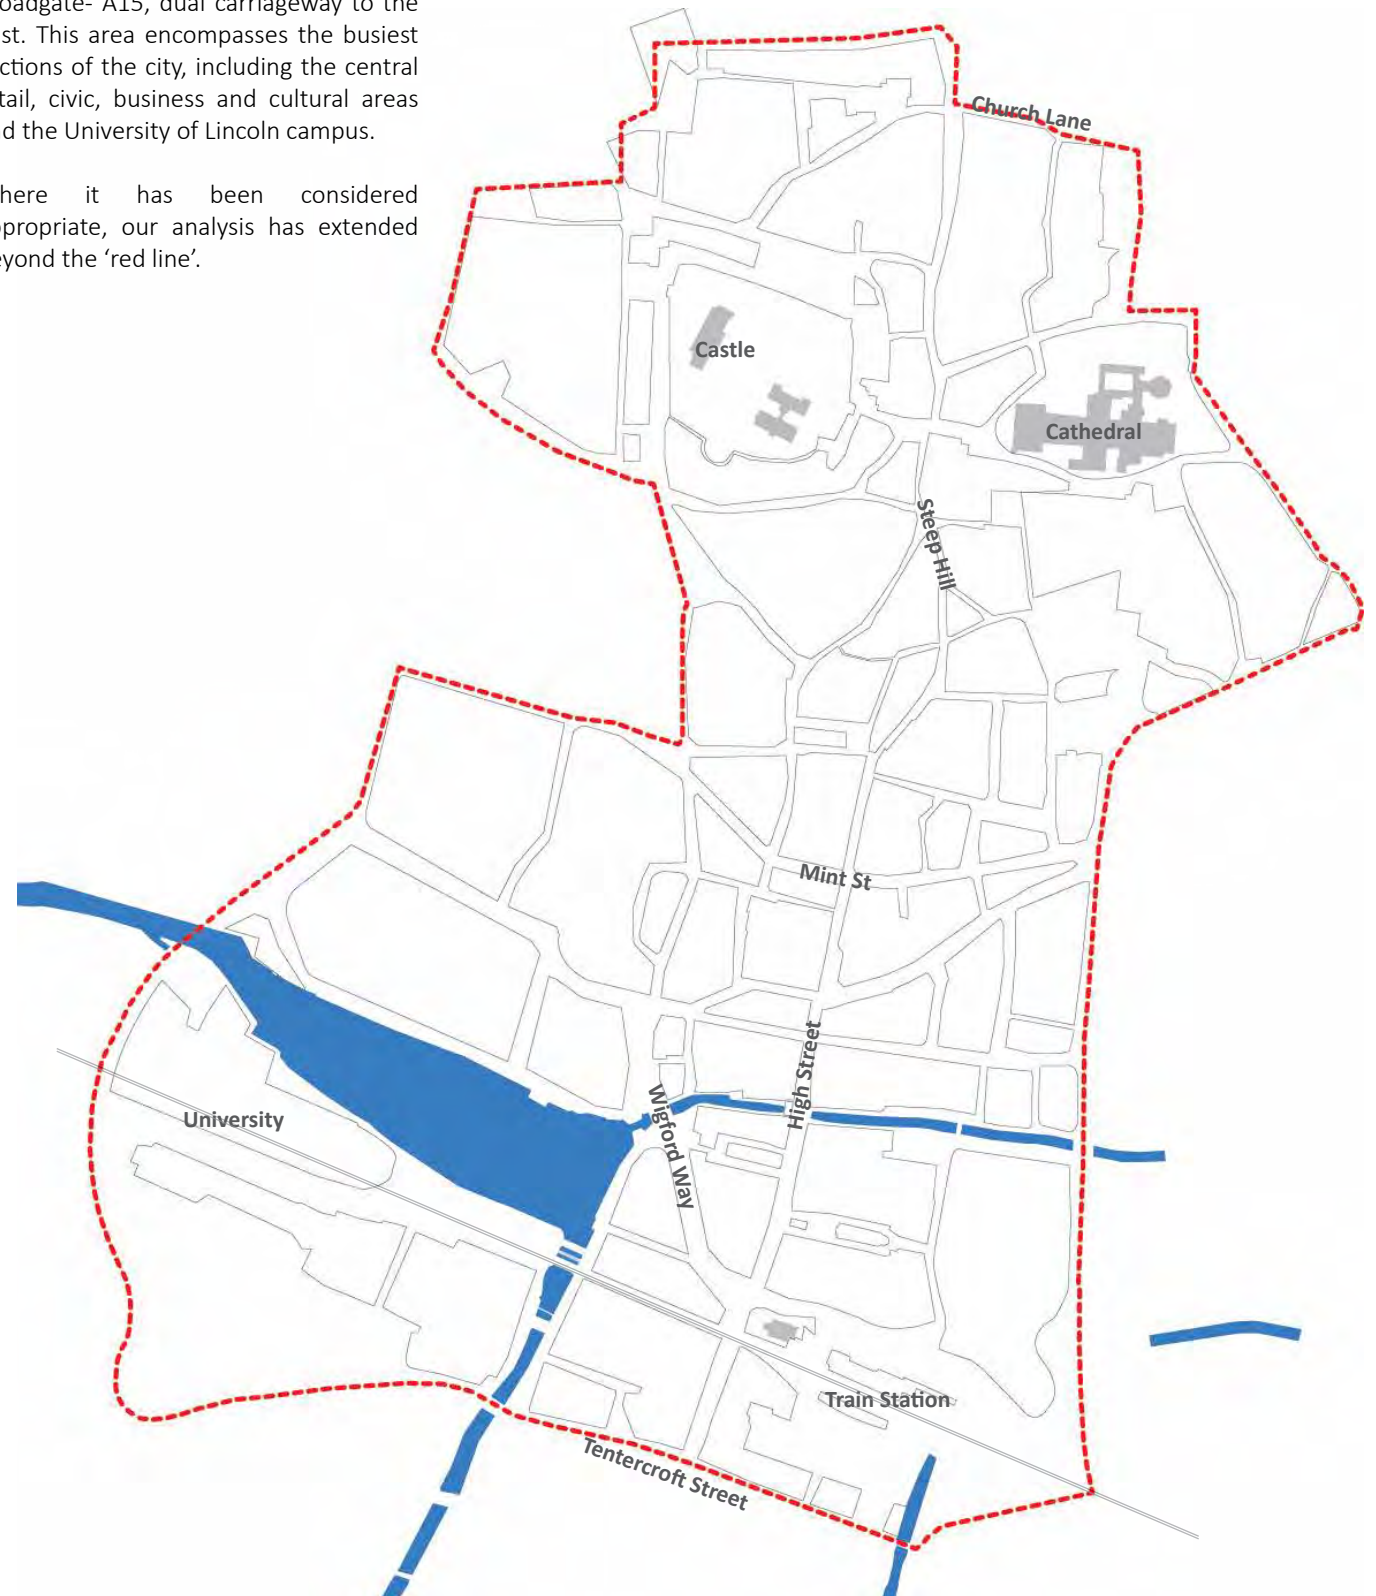 oadgate- A15, dual carriageway to the
st. This area encompasses the busiest
ctions of the city, including the central
tail, civic, business and cultural areas
d the University of Lincoln campus.
here it has been considered
propriate, our analysis has extended
eyond the ‘red line’.
Church Lane
Castle
Cathedral
Steep Hill
Mint St
High Street
Wigford Way
University
Train Station
Tentercroft Street